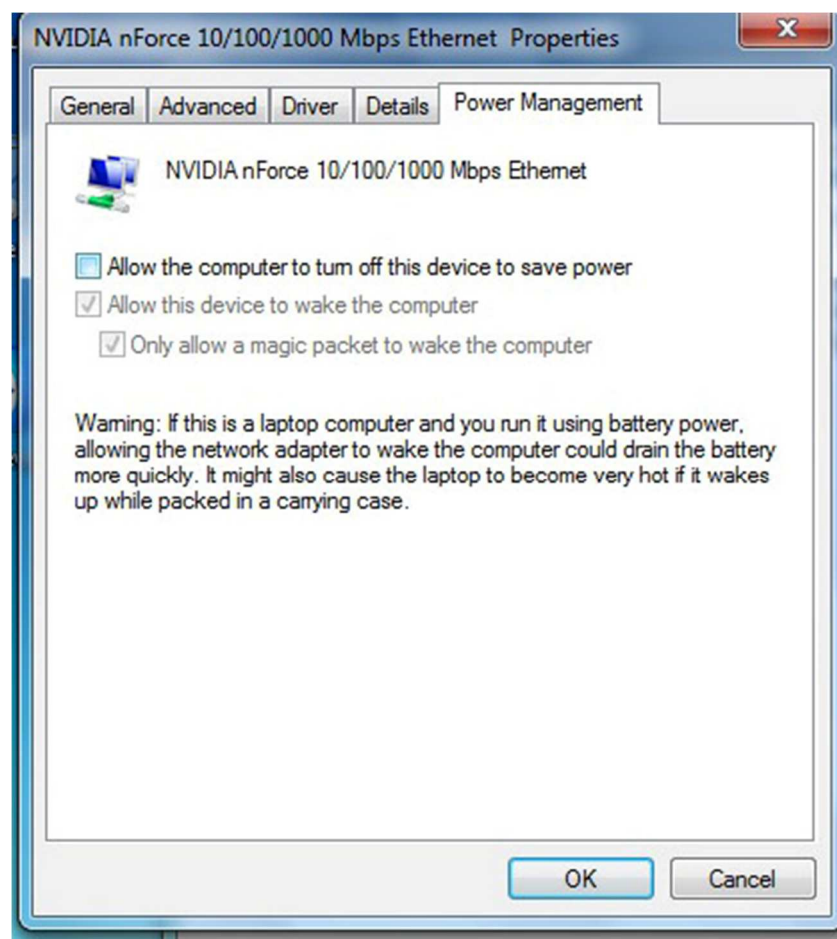 NVIDIA nForce 10/100/1000 Mbps Ethernet Properties
General Advanced Driver Details Power Management
NVIDIA nForce 10/100/1000 Mbps Ethernet
Allow the computer to turn off this device to save power
Allow this device to wake the computer
Only allow a magic packet to wake the computer
Warning: If this is a laptop computer and you run it using battery power,
allowing the network adapter to wake the computer could drain the battery
more quickly. It might also cause the laptop to become very hot if it wakes
up while packed in a carrying case.
OK Cancel